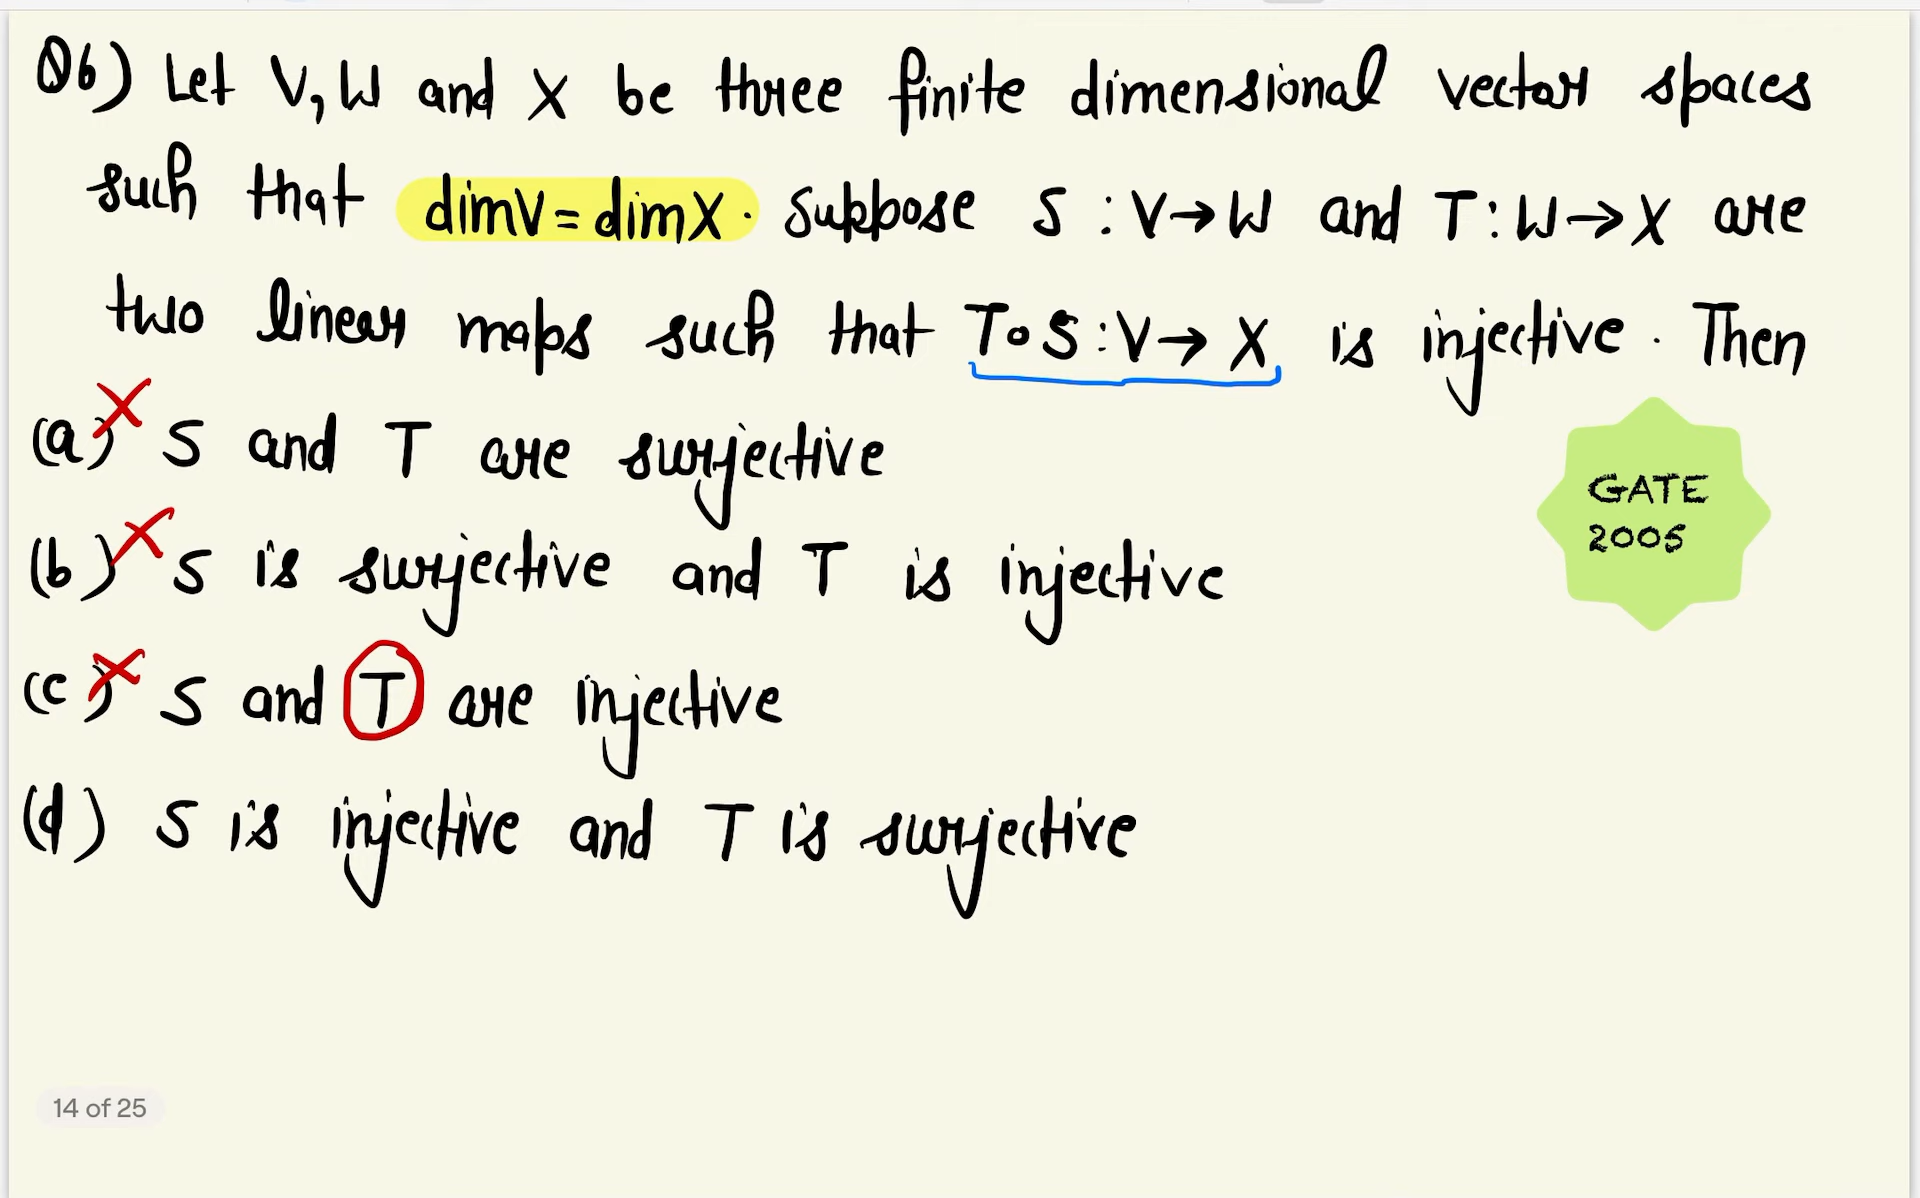 Q6) Let V, W and X be three finite dimensional vector spaces
such that dimV = dimX. Suppose S : V→W and T : W→X are
two linear maps such that T∘S : V→X is injective. Then
(a) S and T are surjective
(b) S is surjective and T is injective
(c) S and T are injective
(d) S is injective and T is surjective
GATE
2005
14 of 25